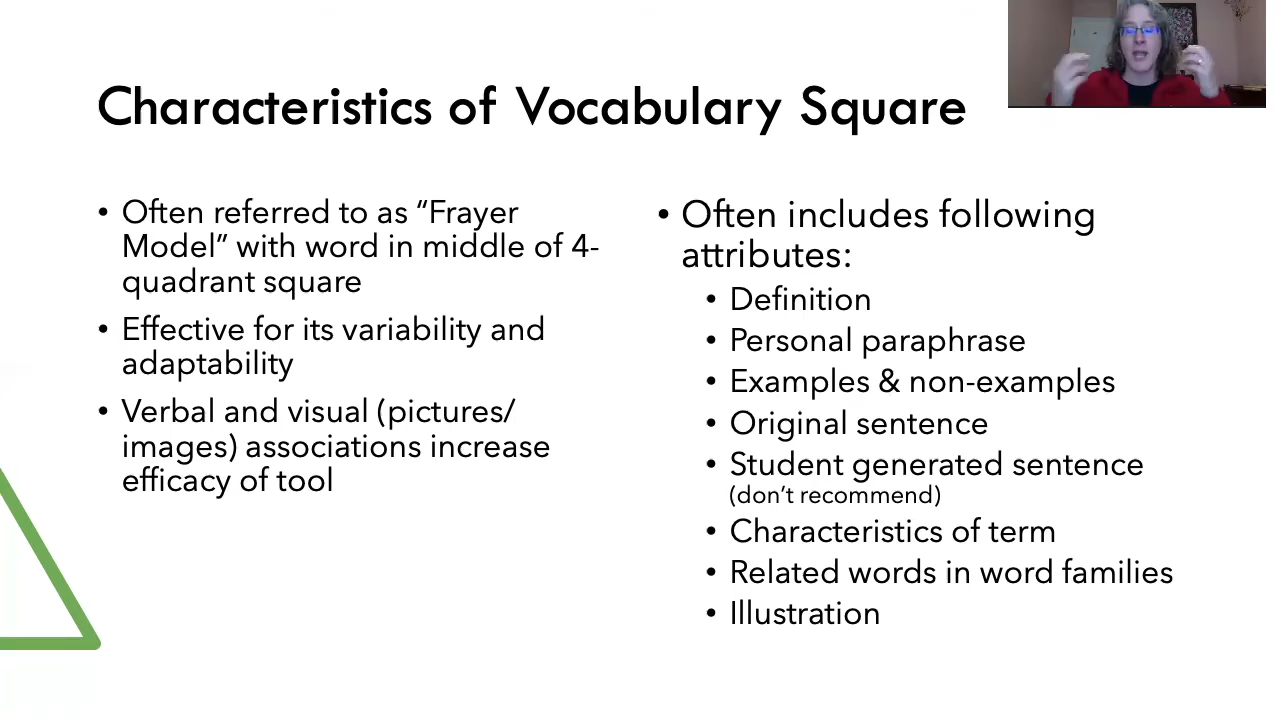 Characteristics of Vocabulary Square
• Often referred to as “Frayer
Model” with word in middle of 4-
quadrant square
• Effective for its variability and
adaptability
• Verbal and visual (pictures/
images) associations increase
efficacy of tool
• Often includes following
attributes:
• Definition
• Personal paraphrase
• Examples & non-examples
• Original sentence
• Student generated sentence
(don’t recommend)
• Characteristics of term
• Related words in word families
• Illustration